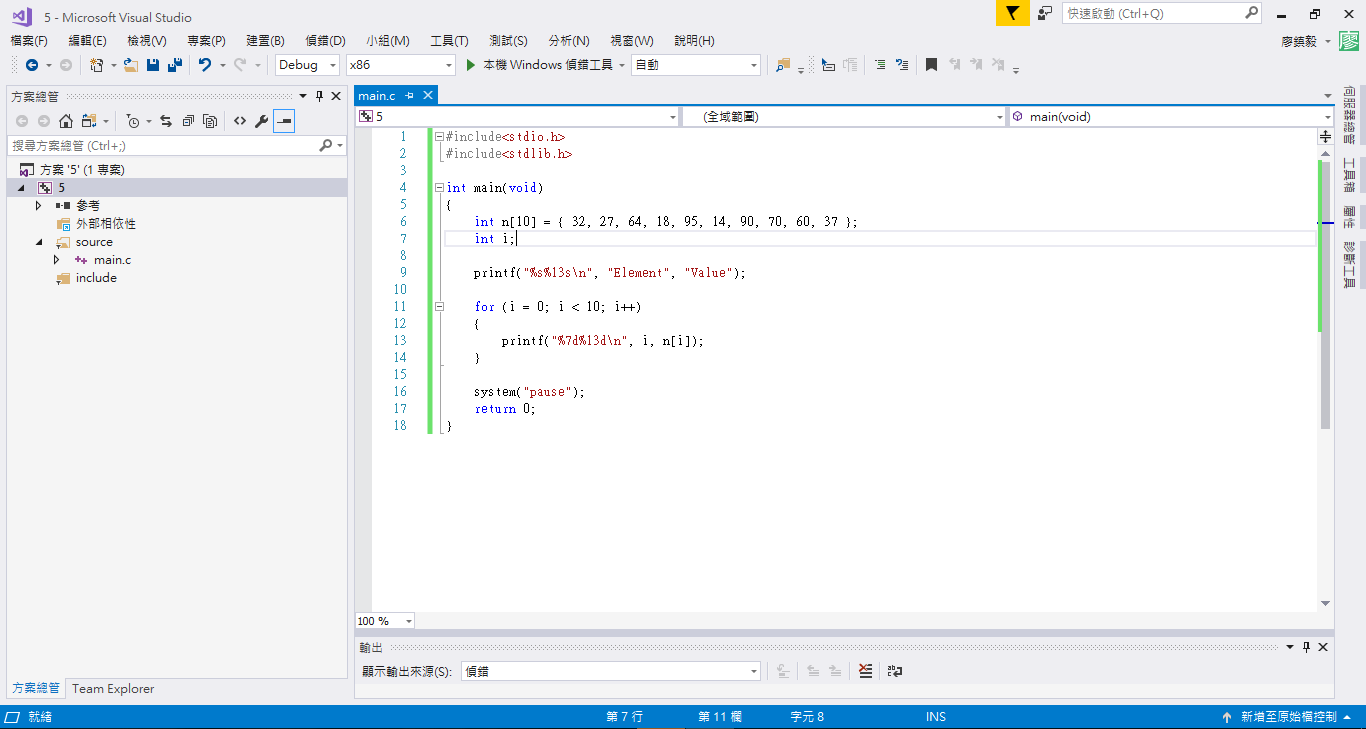 5 - Microsoft Visual Studio
快速啟動 (Ctrl+Q)
檔案(F) 編輯(E) 檢視(V) 專案(P) 建置(B) 偵錯(D) 小組(M) 工具(T) 測試(S) 分析(N) 視窗(W) 說明(H)
廖鎮毅 廖
Debug x86 本機 Windows 偵錯工具 自動
方案總管
搜尋方案總管 (Ctrl+;)
方案 '5' (1 專案)
5
參考
外部相依性
source
main.c
include
方案總管 Team Explorer
main.c
5 (全域範圍) main(void)
1 #include<stdio.h>
2 #include<stdlib.h>
3
4 int main(void)
5 {
6 int n[10] = { 32, 27, 64, 18, 95, 14, 90, 70, 60, 37 };
7 int i;
8
9 printf("%s%13s\n", "Element", "Value");
10
11 for (i = 0; i < 10; i++)
12 {
13 printf("%7d%13d\n", i, n[i]);
14 }
15
16 system("pause");
17 return 0;
18 }
100 %
輸出
顯示輸出來源(S): 偵錯
伺服器總管
工具箱
屬性
診斷工具
就緒 第 7 行 第 11 欄 字元 8 INS 新增至原始檔控制